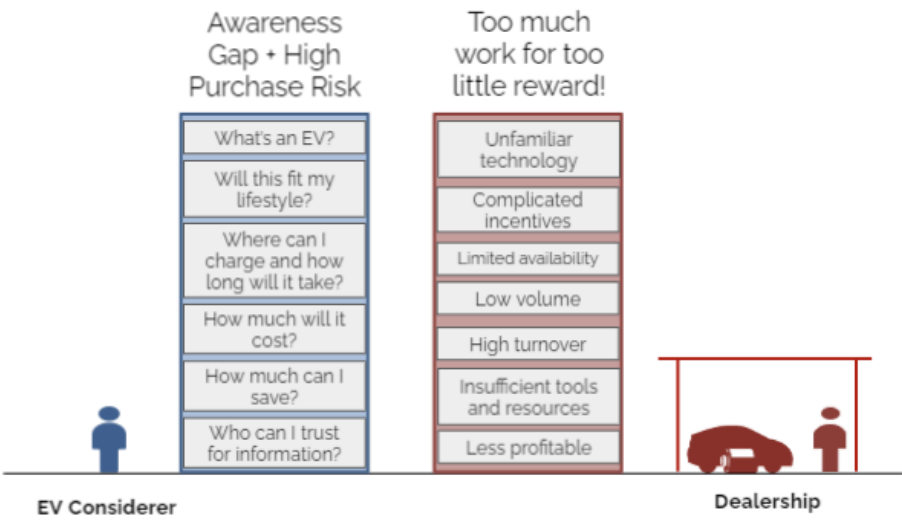 Awareness
Gap + High
Purchase Risk
What's an EV?
Will this fit my
lifestyle?
Where can I
charge and how
long will it take?
How much will it
cost?
How much can I
save?
Who can I trust
for information?
EV Considerer
Too much
work for too
little reward!
Unfamiliar
technology
Complicated
incentives
Limited availability
Low volume
High turnover
Insufficient tools
and resources
Less profitable
Dealership